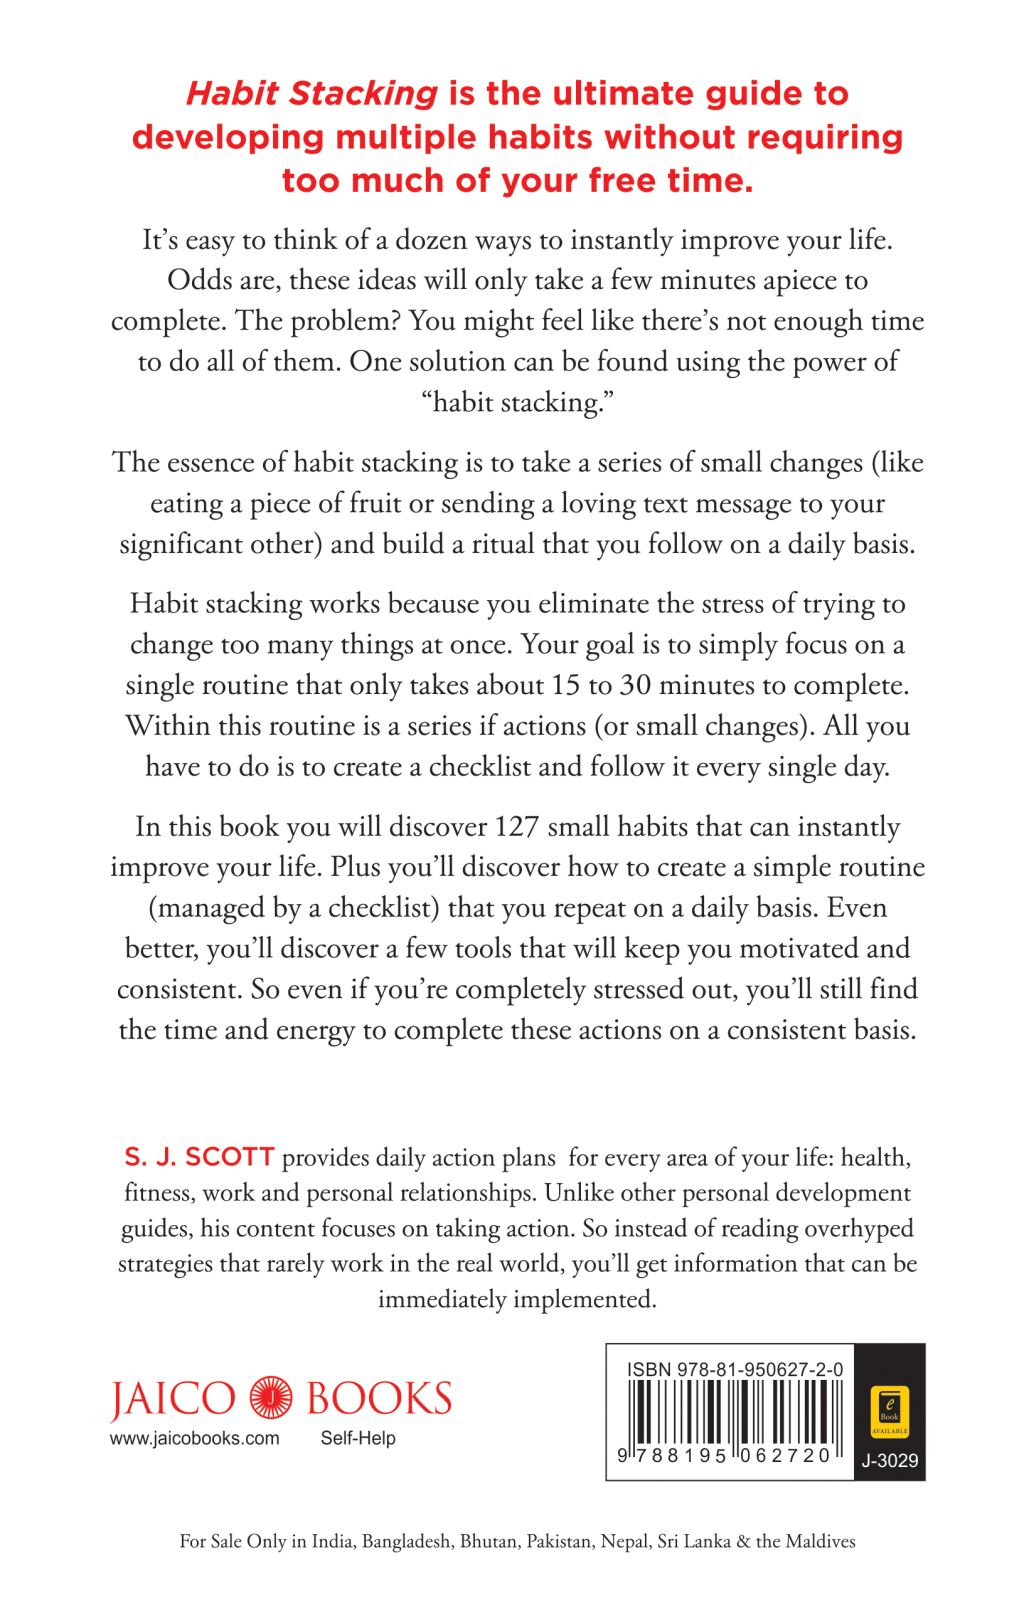 Habit Stacking is the ultimate guide to
developing multiple habits without requiring
too much of your free time.
It’s easy to think of a dozen ways to instantly improve your life.
Odds are, these ideas will only take a few minutes apiece to
complete. The problem? You might feel like there’s not enough time
to do all of them. One solution can be found using the power of
“habit stacking.”
The essence of habit stacking is to take a series of small changes (like
eating a piece of fruit or sending a loving text message to your
significant other) and build a ritual that you follow on a daily basis.
Habit stacking works because you eliminate the stress of trying to
change too many things at once. Your goal is to simply focus on a
single routine that only takes about 15 to 30 minutes to complete.
Within this routine is a series if actions (or small changes). All you
have to do is to create a checklist and follow it every single day.
In this book you will discover 127 small habits that can instantly
improve your life. Plus you’ll discover how to create a simple routine
(managed by a checklist) that you repeat on a daily basis. Even
better, you’ll discover a few tools that will keep you motivated and
consistent. So even if you’re completely stressed out, you’ll still find
the time and energy to complete these actions on a consistent basis.
S. J. SCOTT provides daily action plans for every area of your life: health,
fitness, work and personal relationships. Unlike other personal development
guides, his content focuses on taking action. So instead of reading overhyped
strategies that rarely work in the real world, you’ll get information that can be
immediately implemented.
JAICO J BOOKS
www.jaicobooks.com Self-Help
ISBN 978-81-950627-2-0
9 788195 062720
e
Book
AVAILABLE
J-3029
For Sale Only in India, Bangladesh, Bhutan, Pakistan, Nepal, Sri Lanka & the Maldives